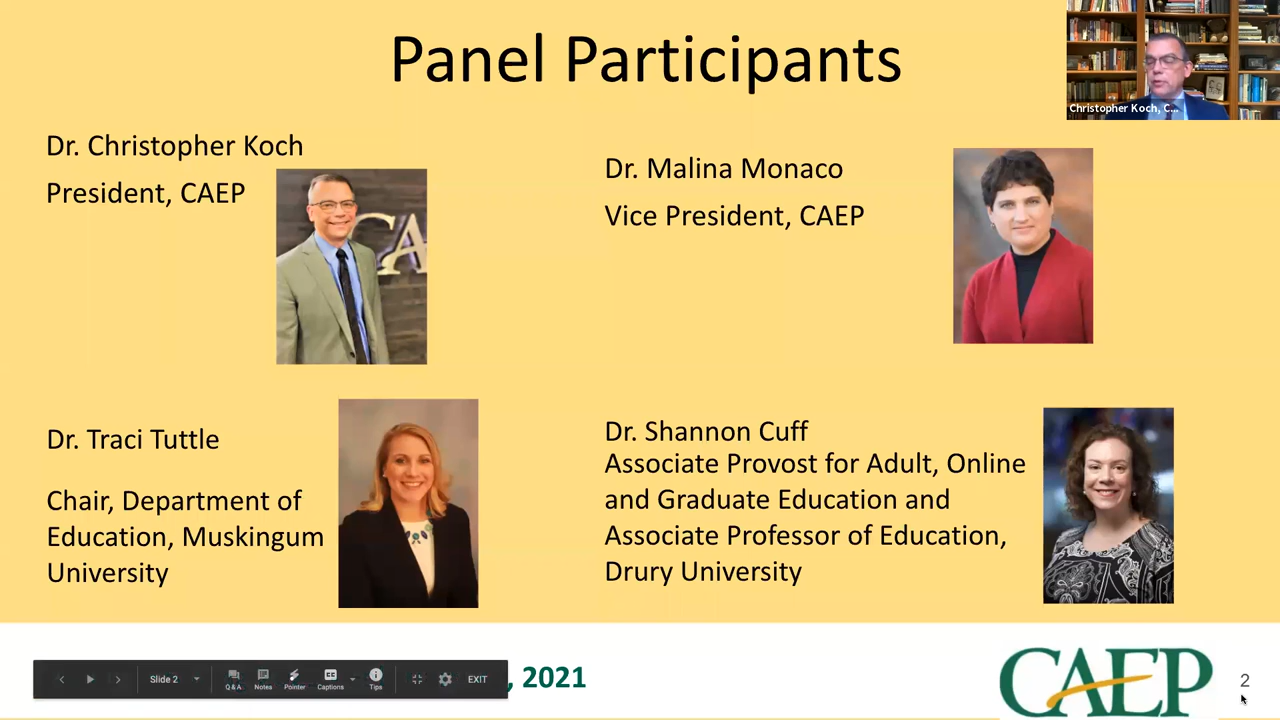 Panel Participants
Christopher Koch, C...
Dr. Christopher Koch
President, CAEP
CA
Dr. Malina Monaco
Vice President, CAEP
Dr. Traci Tuttle
Chair, Department of
Education, Muskingum
University
Dr. Shannon Cuff
Associate Provost for Adult, Online
and Graduate Education and
Associate Professor of Education,
Drury University
Slide 2
Q & A
Notes
Pointer
Captions
Tips
EXIT
, 2021
CAEP
2